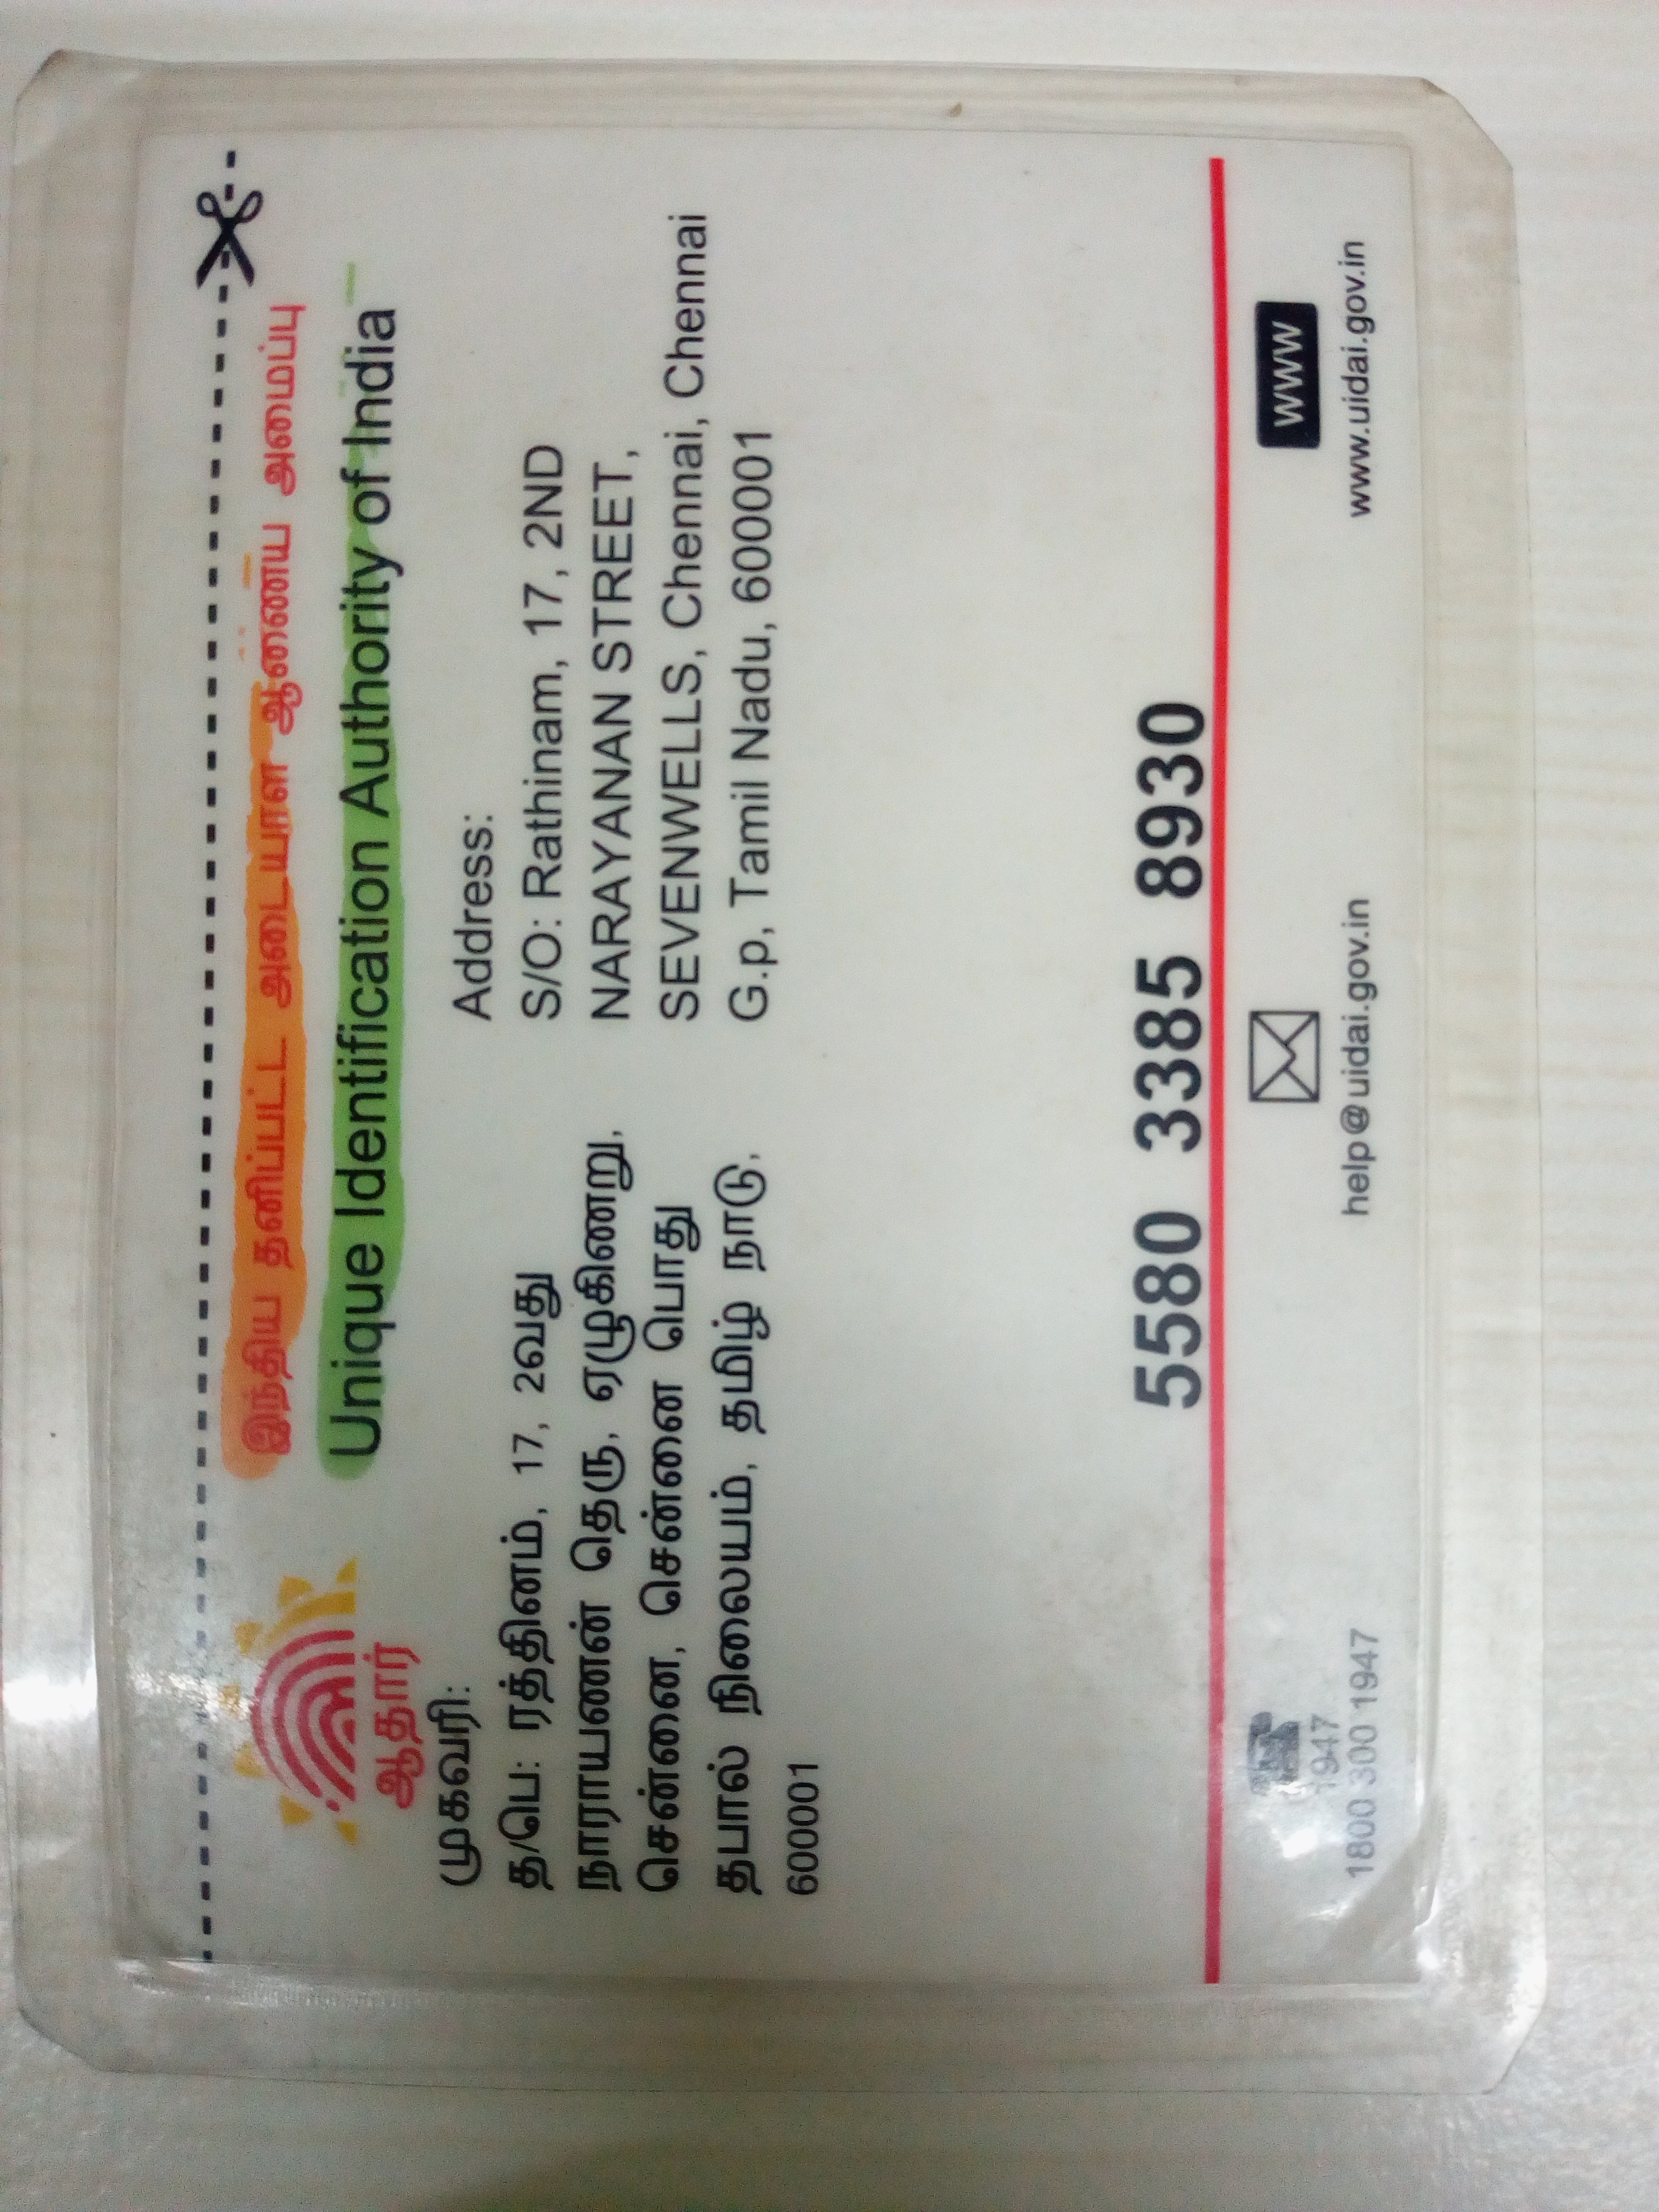 இந்திய தனிப்பட்ட அடையாள ஆணைய அமைப்பு
Unique Identification Authority of India
ஆதார்
முகவரி:
த/பெ: ரத்தினம், 17, 2வது
நாராயணன் தெரு, ஏழுகிணறு,
சென்னை, சென்னை பொது
தபால் நிலையம், தமிழ் நாடு,
600001
Address:
S/O: Rathinam, 17, 2ND
NARAYANAN STREET,
SEVENWELLS, Chennai, Chennai
G.p, Tamil Nadu, 600001
5580 3385 8930
1947
1800 300 1947
help@uidai.gov.in
WWW
www.uidai.gov.in